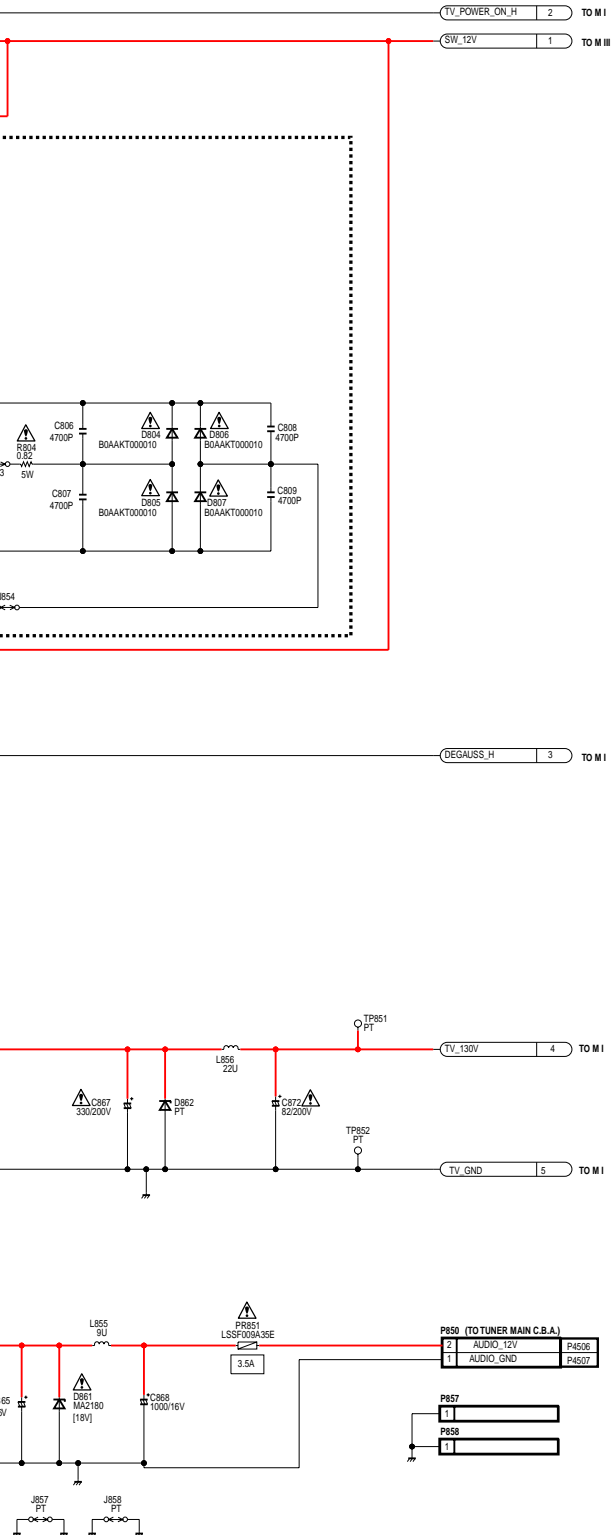 TV_POWER_ON_H 2 TO M I
SW_12V 1 TO M III
C806
4700P
D804
B0AAKT000010
D806
B0AAKT000010
C808
4700P
R804
0.82
5W
3
C807
4700P
D805
B0AAKT000010
D807
B0AAKT000010
C809
4700P
DEGAUSS_H 3 TO M I
TP851
PT
TV_130V 4 TO M I
L856
22U
C867
330/200V
D862
PT
C872
82/200V
TP852
PT
TV_GND 5 TO M I
L855
9U
PR851
LSSF009A35E
3.5A
P850 (TO TUNER MAIN C.B.A.)
2 AUDIO_12V P4506
1 AUDIO_GND P4507
D861
MA2180
[18V]
C868
1000/16V
P857
1
P858
1
J857
PT
J858
PT